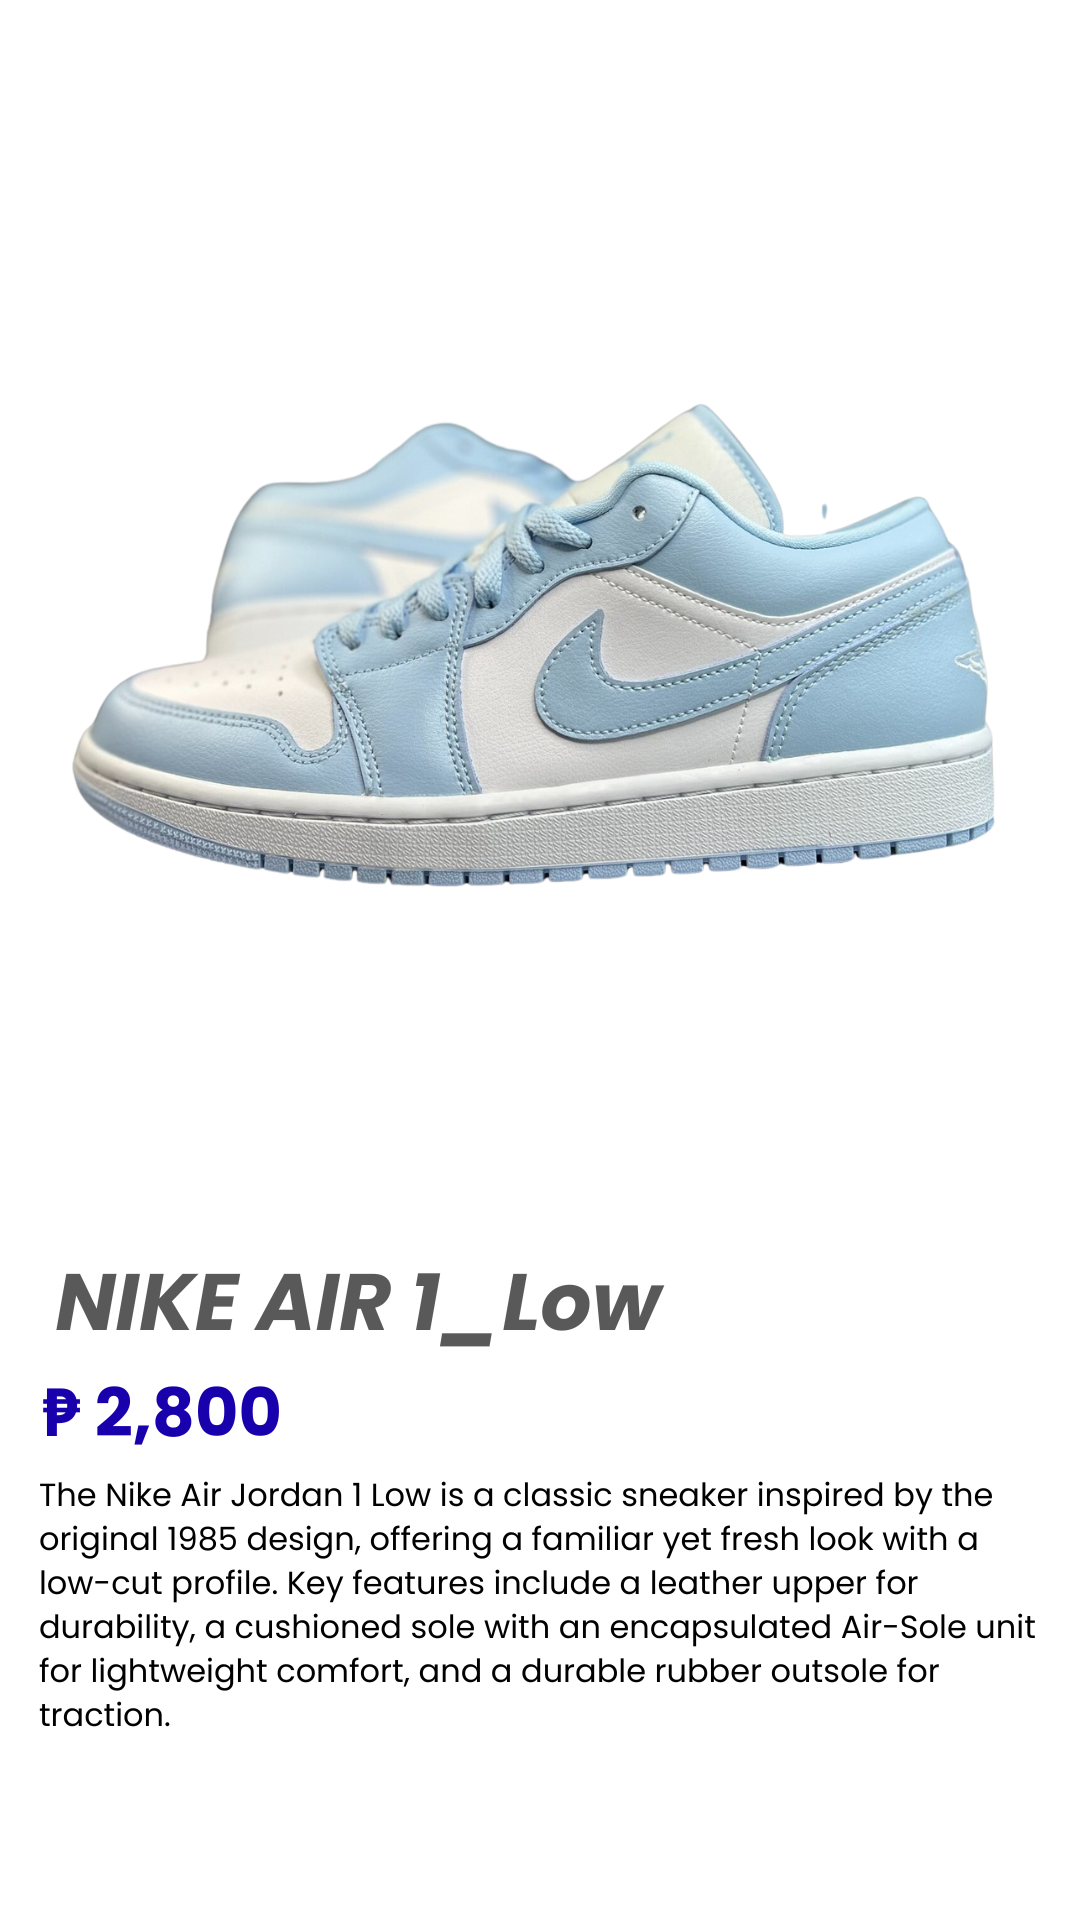 NIKE AIR 1_Low
₱ 2,800
The Nike Air Jordan 1 Low is a classic sneaker inspired by the
original 1985 design, offering a familiar yet fresh look with a
low-cut profile. Key features include a leather upper for
durability, a cushioned sole with an encapsulated Air-Sole unit
for lightweight comfort, and a durable rubber outsole for
traction.